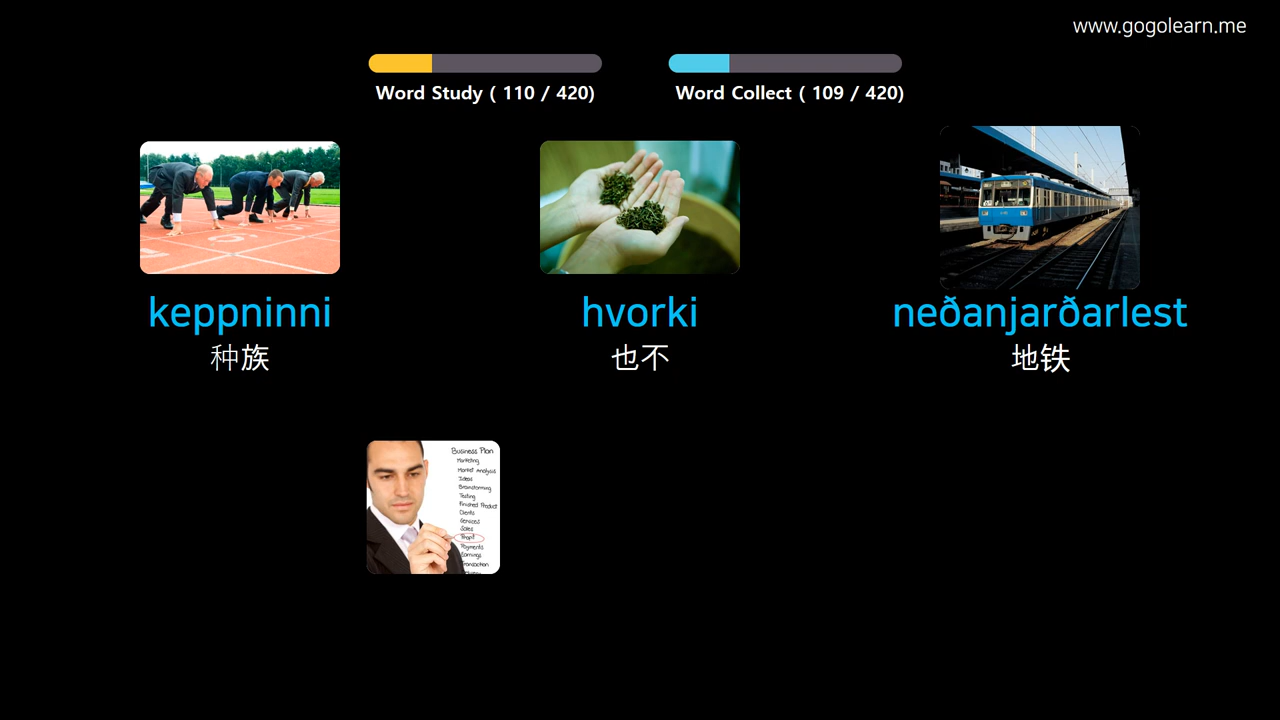 www.gogolearn.me
Word Study ( 110 / 420)
Word Collect ( 109 / 420)
keppninni
种族
hvorki
也不
neðanjarðarlest
地铁
Business Plan
Marketing
Market Analysis
Ideas
Brainstorming
Testing
Finished Product
Clients
Services
Sales
Profit
Payments
Earnings
Transaction